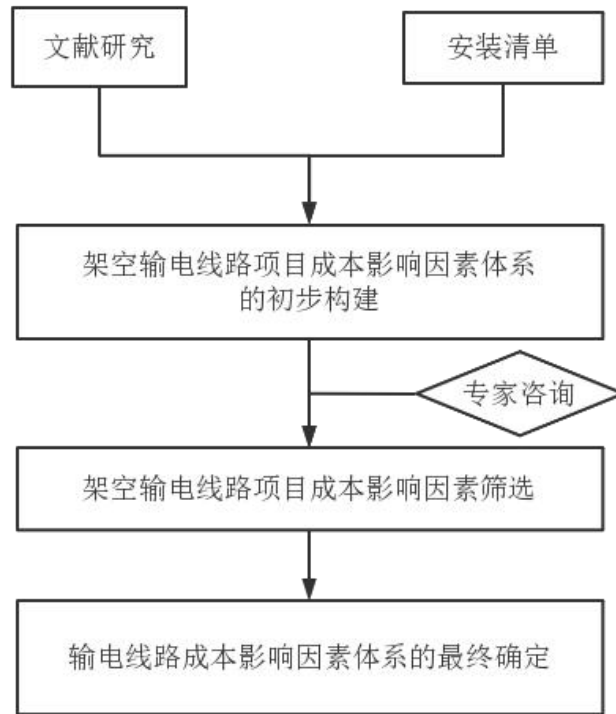 文献研究
安装清单
架空输电线路项目成本影响因素体系
的初步构建
专家咨询
架空输电线路项目成本影响因素筛选
输电线路成本影响因素体系的最终确定